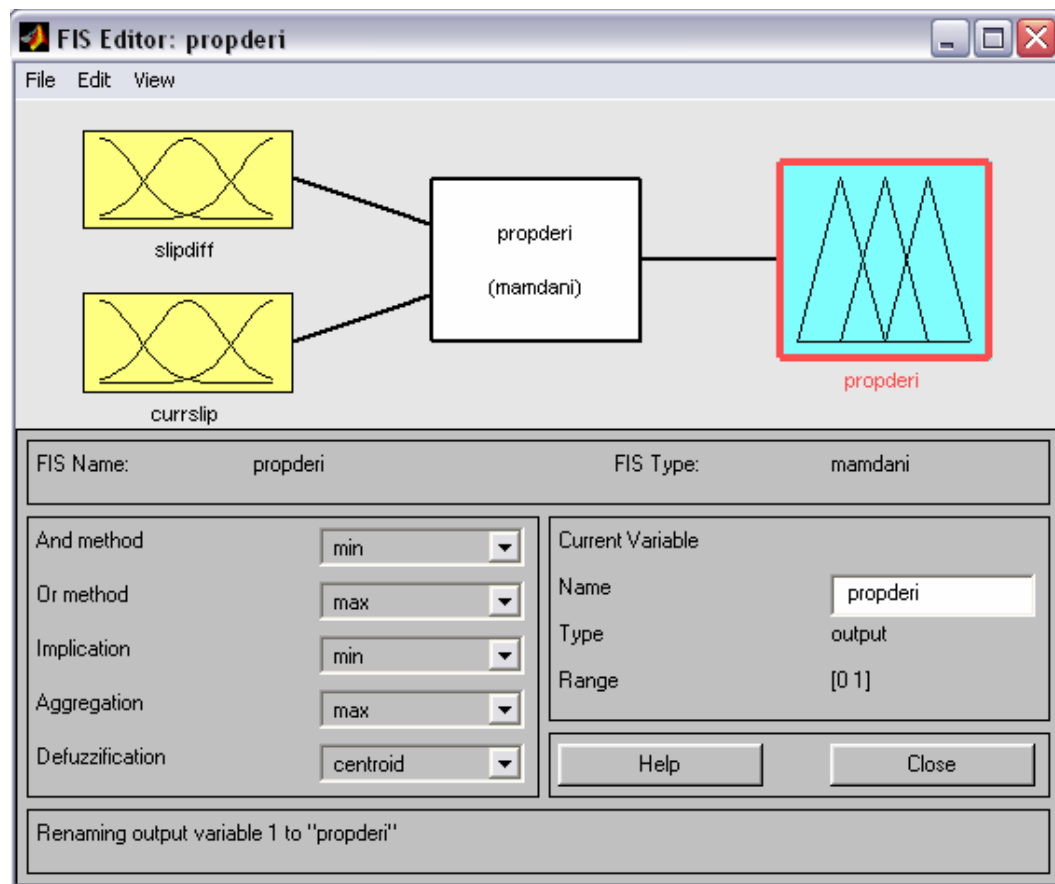 FIS Editor: propderi
File Edit View
slipdiff
currslip
propderi
(mamdani)
propderi
FIS Name: propderi FIS Type: mamdani
And method min
Or method max
Implication min
Aggregation max
Defuzzification centroid
Current Variable
Name propderi
Type output
Range [0 1]
Help Close
Renaming output variable 1 to "propderi"